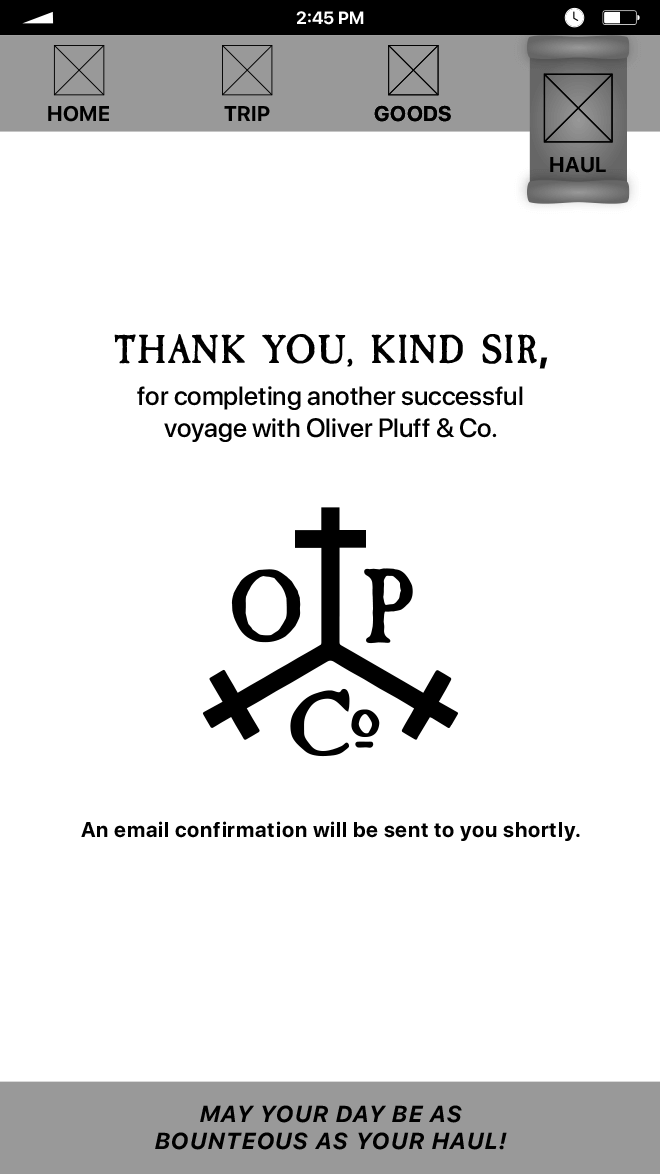 2:45 PM
HOME
TRIP
GOODS
HAUL
THANK YOU, KIND SIR,
for completing another successful
voyage with Oliver Pluff & Co.
O P
Co
An email confirmation will be sent to you shortly.
MAY YOUR DAY BE AS
BOUNTEOUS AS YOUR HAUL!